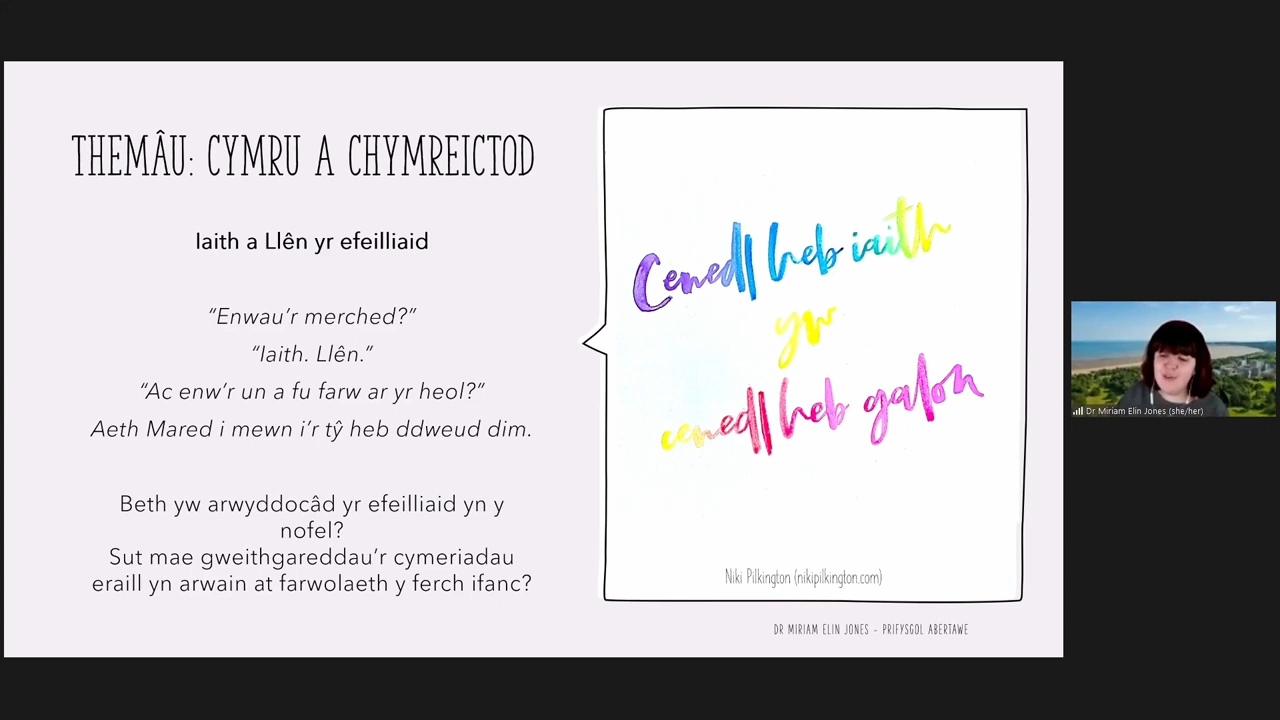 THEMÂU: CYMRU A CHYMREICTOD
Iaith a Llên yr efeilliaid
“Enwau’r merched?”
“Iaith. Llên.”
“Ac enw’r un a fu farw ar yr heol?”
Aeth Mared i mewn i’r tŷ heb ddweud dim.
Beth yw arwyddocâd yr efeilliaid yn y
nofel?
Sut mae gweithgareddau’r cymeriadau
eraill yn arwain at farwolaeth y ferch ifanc?
Cenedl heb iaith
yw
cenedl heb galon
Niki Pilkington (nikipilkington.com)
DR MIRIAM ELIN JONES – PRIFYSGOL ABERTAWE
Dr Miriam Elin Jones (she/her)